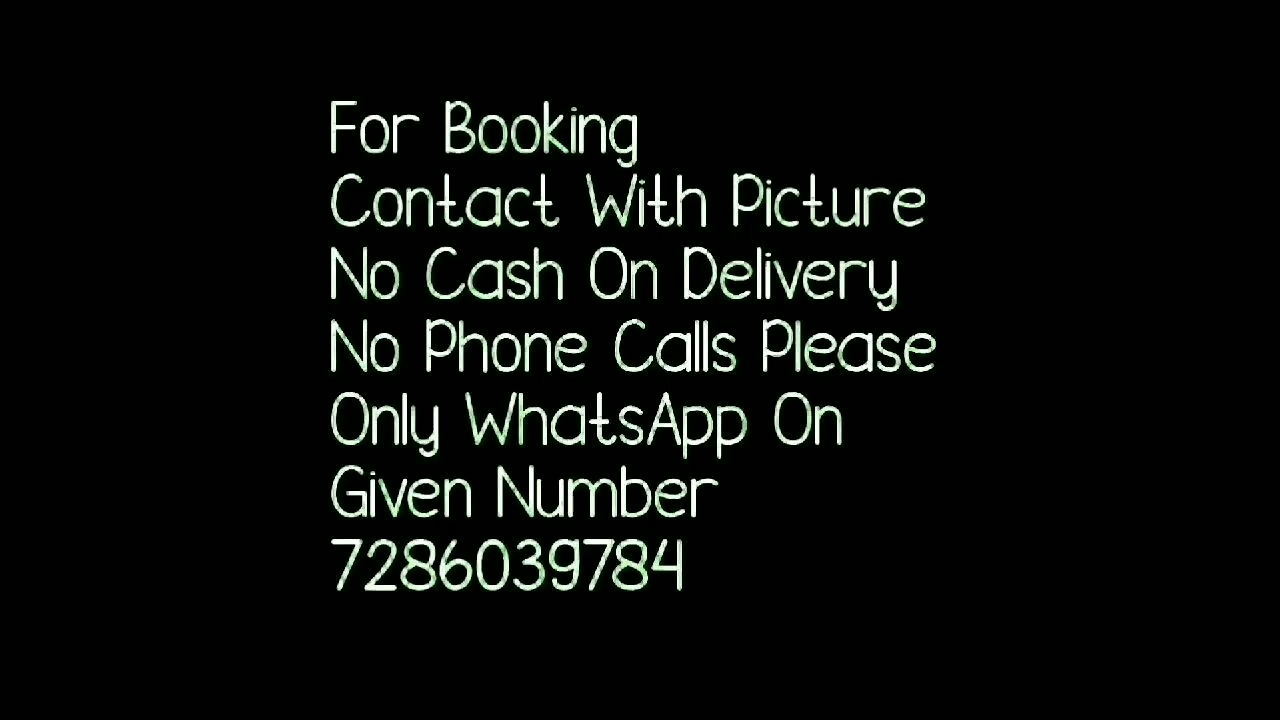 For Booking
Contact With Picture
No Cash On Delivery
No Phone Calls Please
Only WhatsApp On
Given Number
7286039784